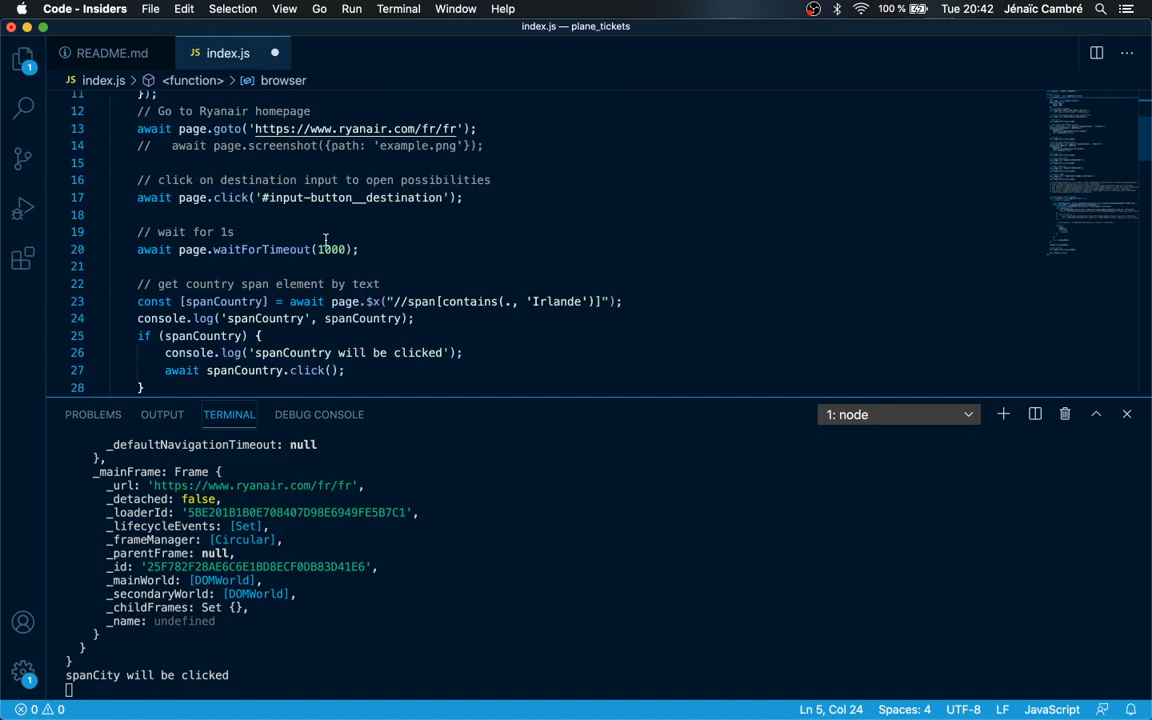 Code - Insiders File Edit Selection View Go Run Terminal Window Help 100 % Tue 20:42 Jénaïc Cambré
index.js — plane_tickets
README.md JS index.js
JS index.js > <function> > browser
11 });
12 // Go to Ryanair homepage
13 await page.goto('https://www.ryanair.com/fr/fr');
14 //   await page.screenshot({path: 'example.png'});
15
16 // click on destination input to open possibilities
17 await page.click('#input-button__destination');
18
19 // wait for 1s
20 await page.waitForTimeout(1000);
21
22 // get country span element by text
23 const [spanCountry] = await page.$x("//span[contains(., 'Irlande')]");
24 console.log('spanCountry', spanCountry);
25 if (spanCountry) {
26 console.log('spanCountry will be clicked');
27 await spanCountry.click();
28 }
1
PROBLEMS OUTPUT TERMINAL DEBUG CONSOLE 1: node
_defaultNavigationTimeout: null
},
_mainFrame: Frame {
_url: 'https://www.ryanair.com/fr/fr',
_detached: false,
_loaderId: '5BE201B1B0E708407D98E6949FE5B7C1',
_lifecycleEvents: [Set],
_frameManager: [Circular],
_parentFrame: null,
_id: '25F782F28AE6C6E1BD8ECF0DB83D41E6',
_mainWorld: [DOMWorld],
_secondaryWorld: [DOMWorld],
_childFrames: Set {},
_name: undefined
}
}
}
spanCity will be clicked
1
0 0 Ln 5, Col 24 Spaces: 4 UTF-8 LF JavaScript